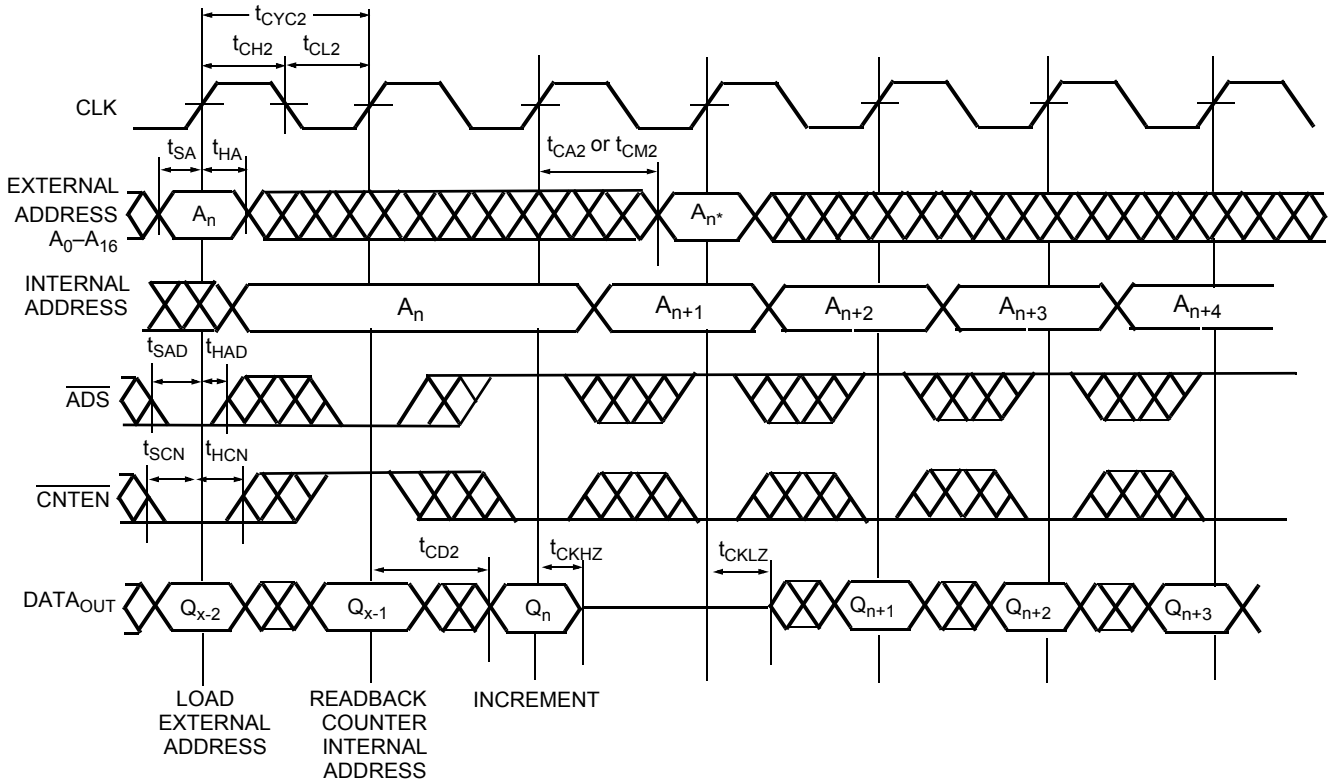 tCYC2
tCH2 tCL2
CLK
tSA tHA tCA2 or tCM2
EXTERNAL
ADDRESS
A0–A16
An An*
INTERNAL
ADDRESS
An An+1 An+2 An+3 An+4
tSAD tHAD
ADS
tSCN tHCN
CNTEN
tCD2 tCKHZ tCKLZ
DATAOUT
Qx-2 Qx-1 Qn Qn+1 Qn+2 Qn+3
LOAD
EXTERNAL
ADDRESS
READBACK
COUNTER
INTERNAL
ADDRESS
INCREMENT